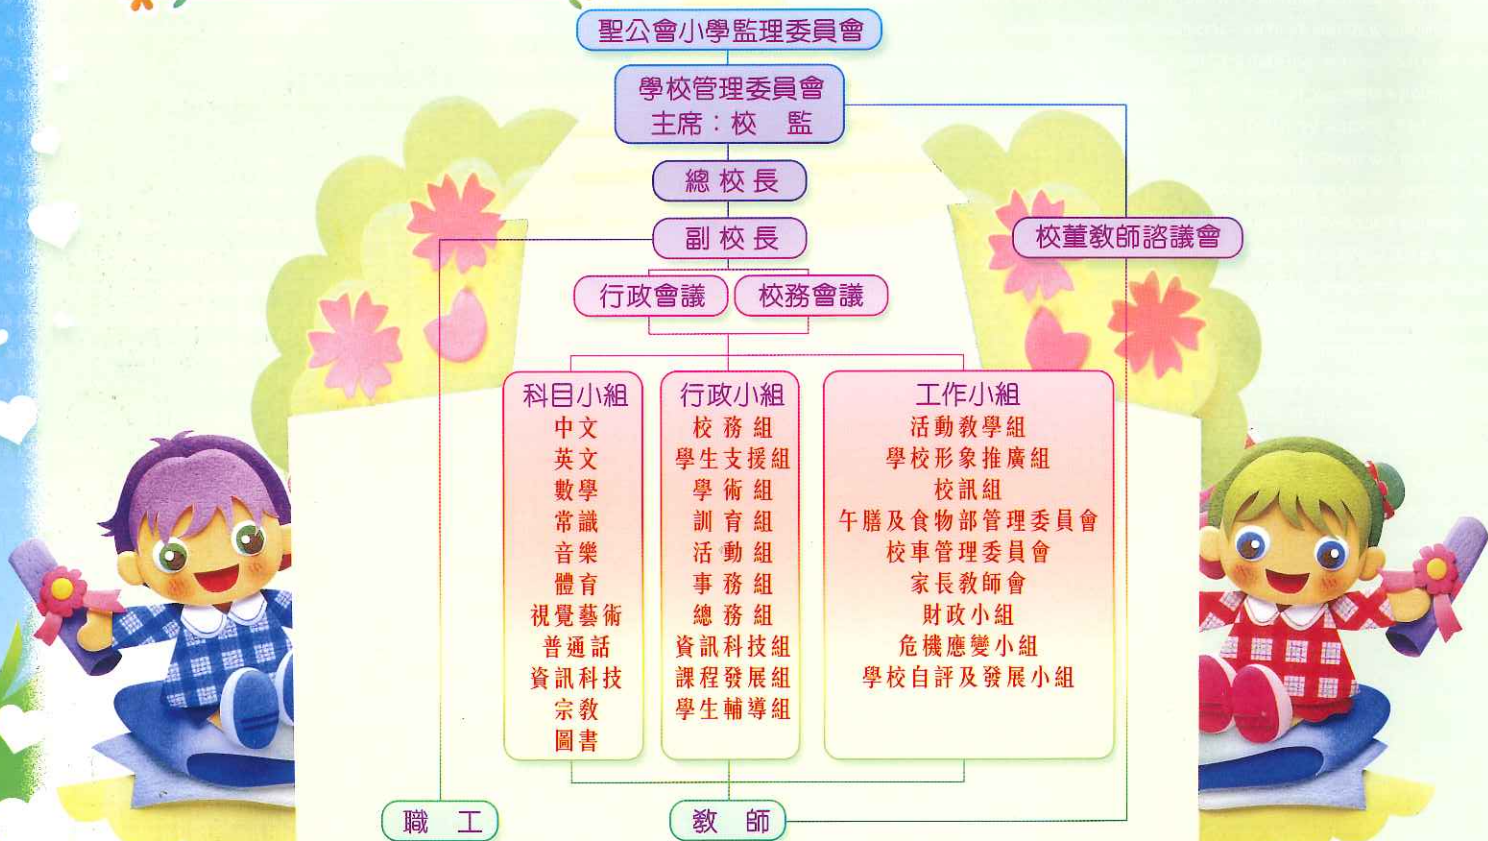 聖公會小學監理委員會
學校管理委員會
主席：校　監
總校長
副校長
校董教師諮議會
行政會議
校務會議
科目小組
中文
英文
數學
常識
音樂
體育
視覺藝術
普通話
資訊科技
宗教
圖書
行政小組
校務組
學生支援組
學術組
訓育組
活動組
事務組
總務組
資訊科技組
課程發展組
學生輔導組
工作小組
活動教學組
學校形象推廣組
校訊組
午膳及食物部管理委員會
校車管理委員會
家長教師會
財政小組
危機應變小組
學校自評及發展小組
職　工
教　師